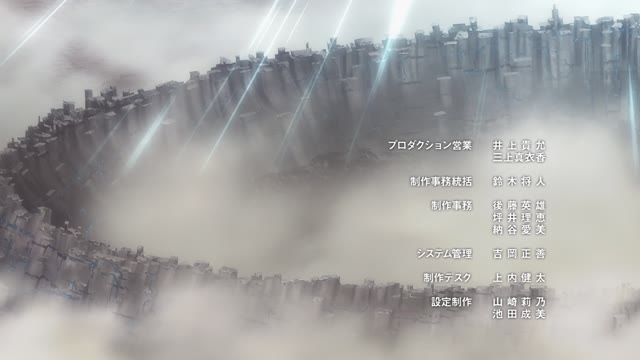 プロダクション営業 井上貴允
三上真衣香
制作事務統括 鈴木将人
制作事務 後藤英雄
坪井理恵
納谷愛美
システム管理 吉岡正善
制作デスク 上内健太
設定制作 山崎莉乃
池田成美